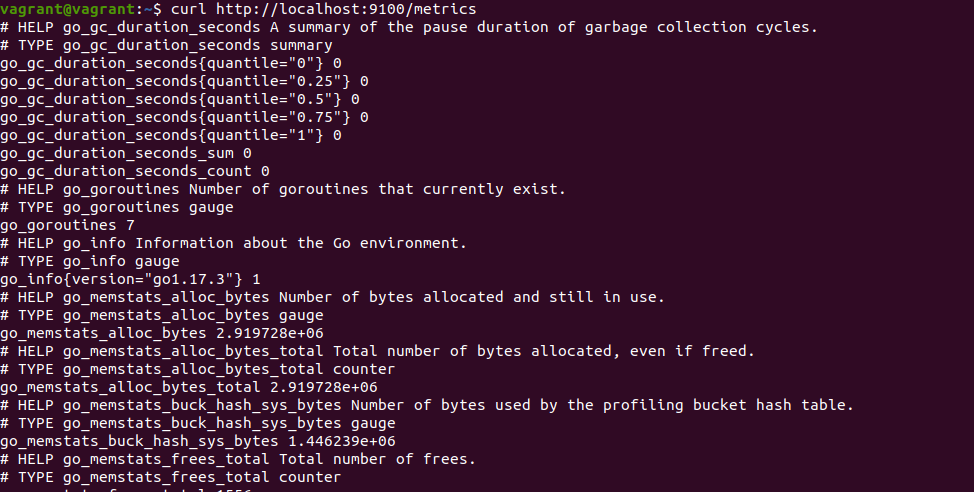 vagrant@vagrant:~$ curl http://localhost:9100/metrics
# HELP go_gc_duration_seconds A summary of the pause duration of garbage collection cycles.
# TYPE go_gc_duration_seconds summary
go_gc_duration_seconds{quantile="0"} 0
go_gc_duration_seconds{quantile="0.25"} 0
go_gc_duration_seconds{quantile="0.5"} 0
go_gc_duration_seconds{quantile="0.75"} 0
go_gc_duration_seconds{quantile="1"} 0
go_gc_duration_seconds_sum 0
go_gc_duration_seconds_count 0
# HELP go_goroutines Number of goroutines that currently exist.
# TYPE go_goroutines gauge
go_goroutines 7
# HELP go_info Information about the Go environment.
# TYPE go_info gauge
go_info{version="go1.17.3"} 1
# HELP go_memstats_alloc_bytes Number of bytes allocated and still in use.
# TYPE go_memstats_alloc_bytes gauge
go_memstats_alloc_bytes 2.919728e+06
# HELP go_memstats_alloc_bytes_total Total number of bytes allocated, even if freed.
# TYPE go_memstats_alloc_bytes_total counter
go_memstats_alloc_bytes_total 2.919728e+06
# HELP go_memstats_buck_hash_sys_bytes Number of bytes used by the profiling bucket hash table.
# TYPE go_memstats_buck_hash_sys_bytes gauge
go_memstats_buck_hash_sys_bytes 1.446239e+06
# HELP go_memstats_frees_total Total number of frees.
# TYPE go_memstats_frees_total counter